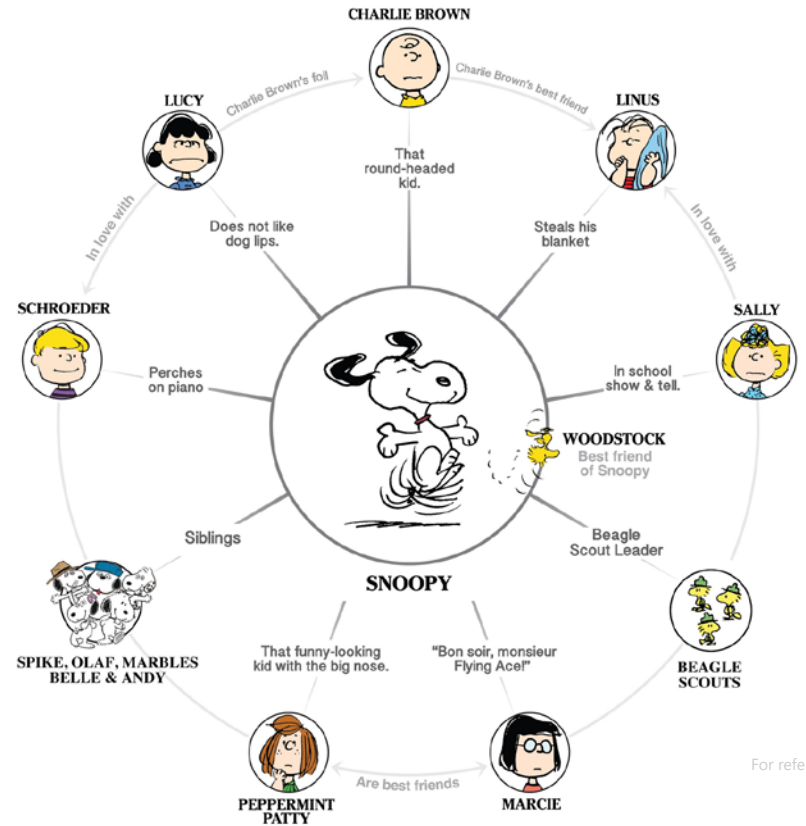 CHARLIE BROWN
Charlie Brown's foil
Charlie Brown's best friend
LUCY
LINUS
That
round-headed
kid.
Does not like
dog lips.
Steals his
blanket
In love with
In love with
SCHROEDER
SALLY
Perches
on piano
In school
show & tell.
WOODSTOCK
Best friend
of Snoopy
Siblings
Beagle
Scout Leader
SNOOPY
SPIKE, OLAF, MARBLES
BELLE & ANDY
That funny-looking
kid with the big nose.
"Bon soir, monsieur
Flying Ace!"
BEAGLE
SCOUTS
Are best friends
PEPPERMINT
PATTY
MARCIE
For refe